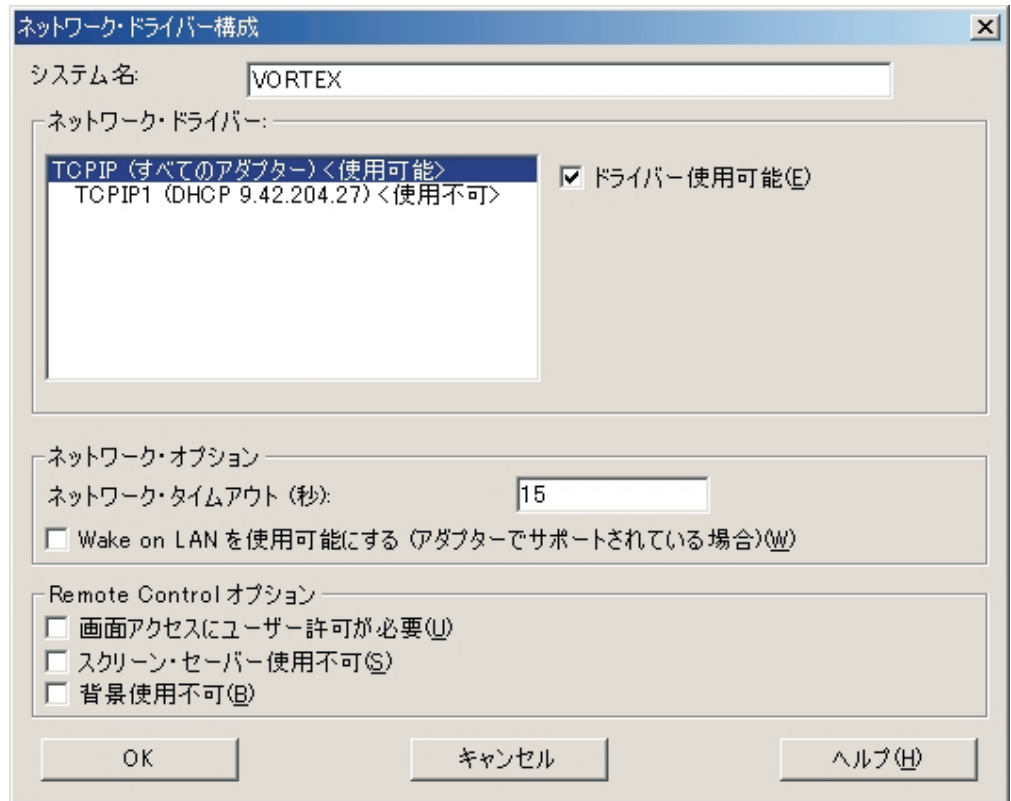 ネットワーク・ドライバー構成
システム名: VORTEX
ネットワーク・ドライバー:
TCPIP (すべてのアダプター) <使用可能>
TCPIP1 (DHCP 9.42.204.27) <使用不可>
ドライバー使用可能(E)
ネットワーク・オプション
ネットワーク・タイムアウト (秒): 15
Wake on LAN を使用可能にする (アダプターでサポートされている場合)(W)
Remote Control オプション
画面アクセスにユーザー許可が必要(U)
スクリーン・セーバー使用不可(S)
背景使用不可(B)
OK キャンセル ヘルプ(H)